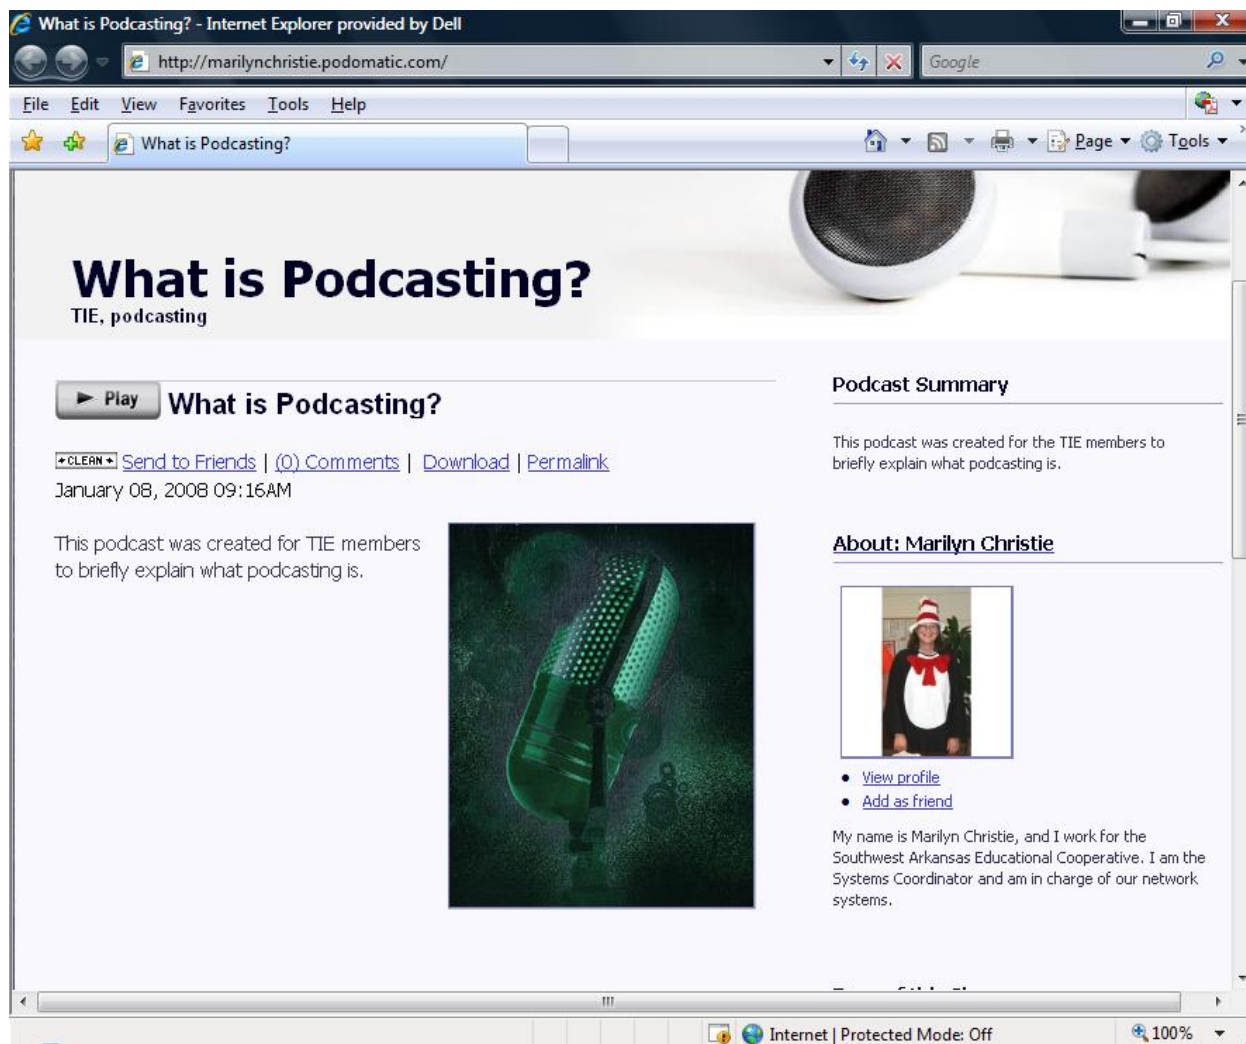 What is Podcasting? - Internet Explorer provided by Dell
http://marilynchristie.podomatic.com/
Google
File Edit View Favorites Tools Help
What is Podcasting?
Page Tools
What is Podcasting?
TIE, podcasting
Play What is Podcasting?
CLEAN Send to Friends | (0) Comments | Download | Permalink
January 08, 2008 09:16AM
This podcast was created for TIE members
to briefly explain what podcasting is.
Podcast Summary
This podcast was created for the TIE members to
briefly explain what podcasting is.
About: Marilyn Christie
View profile
Add as friend
My name is Marilyn Christie, and I work for the
Southwest Arkansas Educational Cooperative. I am the
Systems Coordinator and am in charge of our network
systems.
Internet | Protected Mode: Off
100%